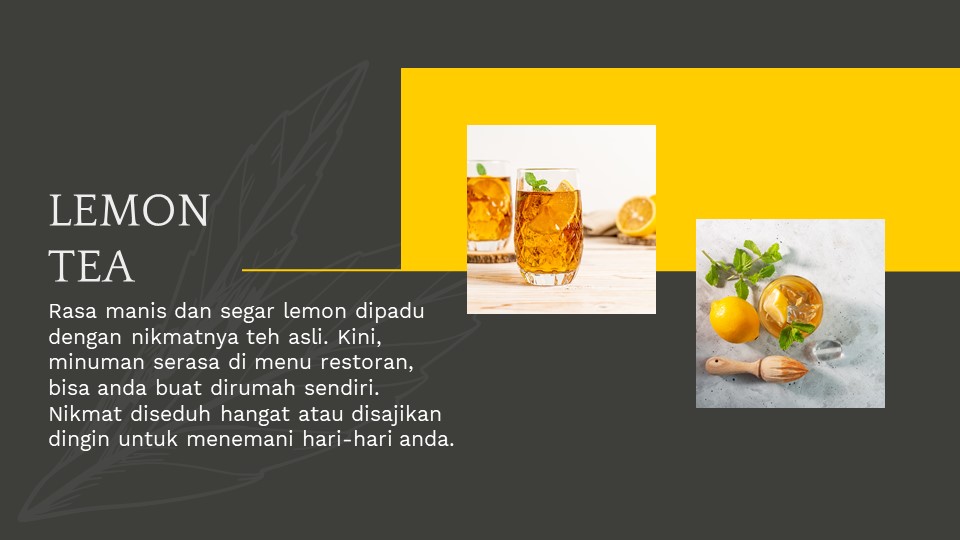 LEMON
TEA
Rasa manis dan segar lemon dipadu
dengan nikmatnya teh asli. Kini,
minuman serasa di menu restoran,
bisa anda buat dirumah sendiri.
Nikmat diseduh hangat atau disajikan
dingin untuk menemani hari-hari anda.